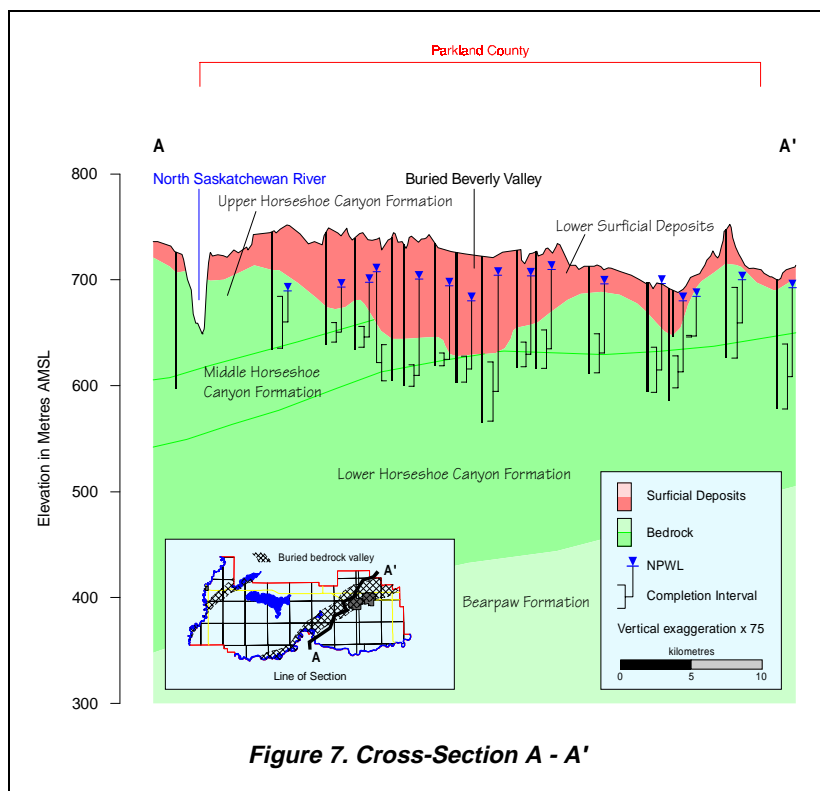 Parkland County
A
A'
800
700
600
500
400
300
Elevation in Metres AMSL
North Saskatchewan River
Buried Beverly Valley
Upper Horseshoe Canyon Formation
Lower Surficial Deposits
Middle Horseshoe
Canyon Formation
Lower Horseshoe Canyon Formation
Bearpaw Formation
Buried bedrock valley
A'
A
Line of Section
Surficial Deposits
Bedrock
NPWL
Completion Interval
Vertical exaggeration x 75
kilometres
0 5 10
Figure 7. Cross-Section A - A'